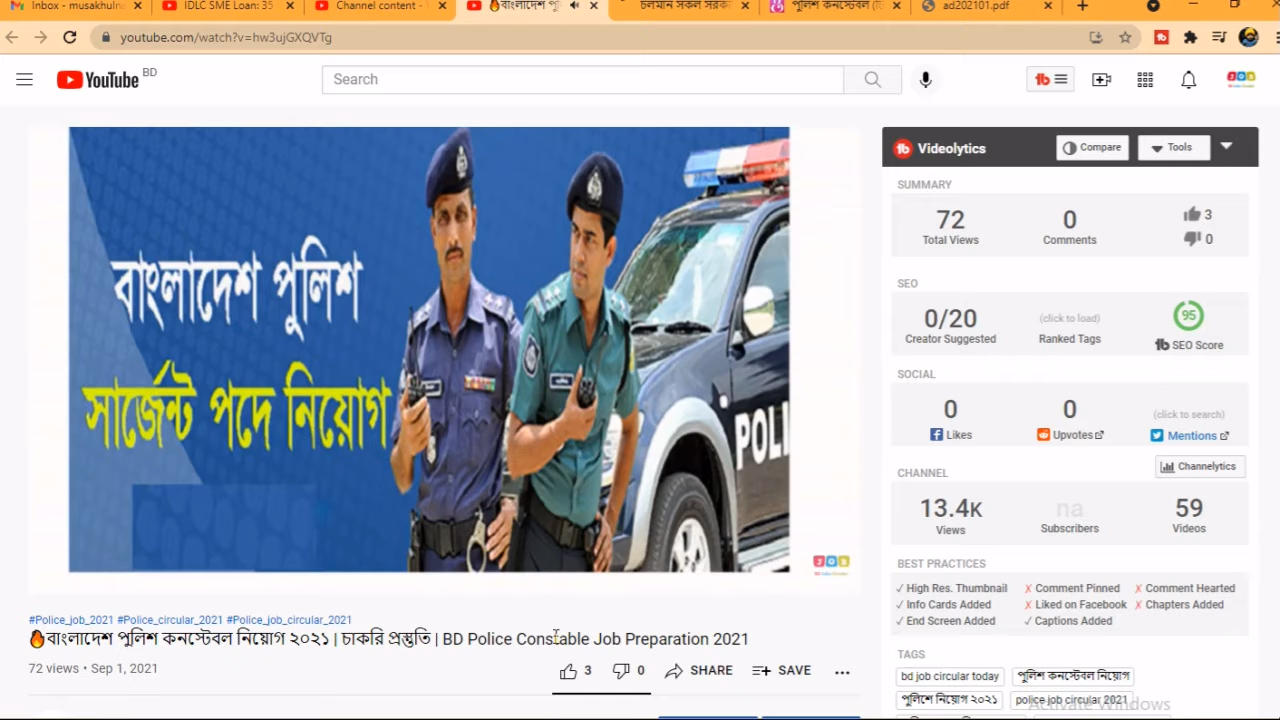 Inbox - musakhulna
IDLC SME Loan: 35
Channel content -
🔥বাংলাদেশ পু
চলমান সকল সরকা
ad202101.pdf
youtube.com/watch?v=hw3ujGXQVTg
YouTube BD
Search
বাংলাদেশ পুলিশ
সার্জেন্ট পদে নিয়োগ
POLI
JOB
#Police_job_2021 #Police_circular_2021 #Police_job_circular_2021
🔥বাংলাদেশ পুলিশ কনস্টেবল নিয়োগ ২০২১ | চাকরি প্রস্তুতি | BD Police Constable Job Preparation 2021
72 views • Sep 1, 2021
3 0 SHARE SAVE
Videolytics Compare Tools
SUMMARY
72 0 3
Total Views Comments 0
SEO
0/20 (click to load) 95
Creator Suggested Ranked Tags tb SEO Score
SOCIAL
0 0 (click to search)
Likes Upvotes Mentions
CHANNEL Channelytics
13.4K na 59
Views Subscribers Videos
BEST PRACTICES
✓ High Res. Thumbnail ✗ Comment Pinned ✗ Comment Hearted
✓ Info Cards Added ✗ Liked on Facebook ✗ Chapters Added
✓ End Screen Added ✓ Captions Added
TAGS
bd job circular today পুলিশ কনস্টেবল নিয়োগ
পুলিশে নিয়োগ ২০২১ police job circular 2021
Activate Windows